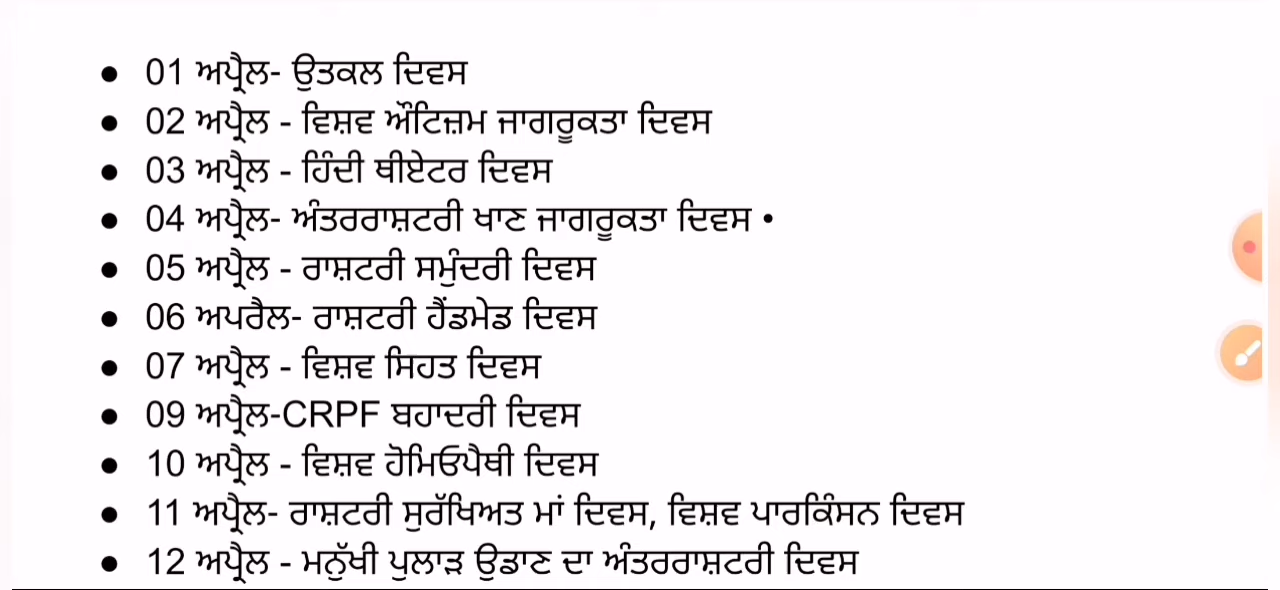 ● 01 ਅਪ੍ਰੈਲ- ਉਤਕਲ ਦਿਵਸ
● 02 ਅਪ੍ਰੈਲ - ਵਿਸ਼ਵ ਔਟਿਜ਼ਮ ਜਾਗਰੂਕਤਾ ਦਿਵਸ
● 03 ਅਪ੍ਰੈਲ - ਹਿੰਦੀ ਥੀਏਟਰ ਦਿਵਸ
● 04 ਅਪ੍ਰੈਲ- ਅੰਤਰਰਾਸ਼ਟਰੀ ਖਾਣ ਜਾਗਰੂਕਤਾ ਦਿਵਸ •
● 05 ਅਪ੍ਰੈਲ - ਰਾਸ਼ਟਰੀ ਸਮੁੰਦਰੀ ਦਿਵਸ
● 06 ਅਪਰੈਲ- ਰਾਸ਼ਟਰੀ ਹੈਂਡਮੇਡ ਦਿਵਸ
● 07 ਅਪ੍ਰੈਲ - ਵਿਸ਼ਵ ਸਿਹਤ ਦਿਵਸ
● 09 ਅਪ੍ਰੈਲ-CRPF ਬਹਾਦਰੀ ਦਿਵਸ
● 10 ਅਪ੍ਰੈਲ - ਵਿਸ਼ਵ ਹੋਮਿਓਪੈਥੀ ਦਿਵਸ
● 11 ਅਪ੍ਰੈਲ- ਰਾਸ਼ਟਰੀ ਸੁਰੱਖਿਅਤ ਮਾਂ ਦਿਵਸ, ਵਿਸ਼ਵ ਪਾਰਕਿੰਸਨ ਦਿਵਸ
● 12 ਅਪ੍ਰੈਲ - ਮਨੁੱਖੀ ਪੁਲਾੜ ਉਡਾਣ ਦਾ ਅੰਤਰਰਾਸ਼ਟਰੀ ਦਿਵਸ